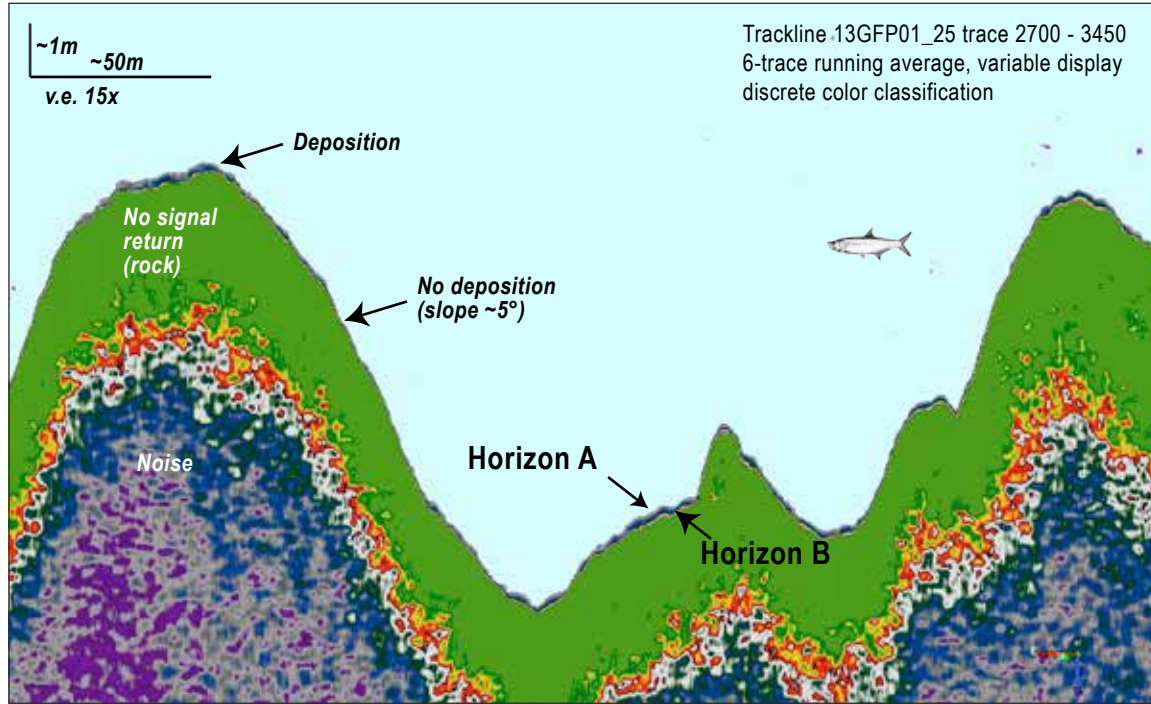 ~1m
~50m
v.e. 15x
Trackline 13GFP01_25 trace 2700 - 3450
6-trace running average, variable display
discrete color classification
Deposition
No signal
return
(rock)
No deposition
(slope ~5°)
Noise
Horizon A
Horizon B